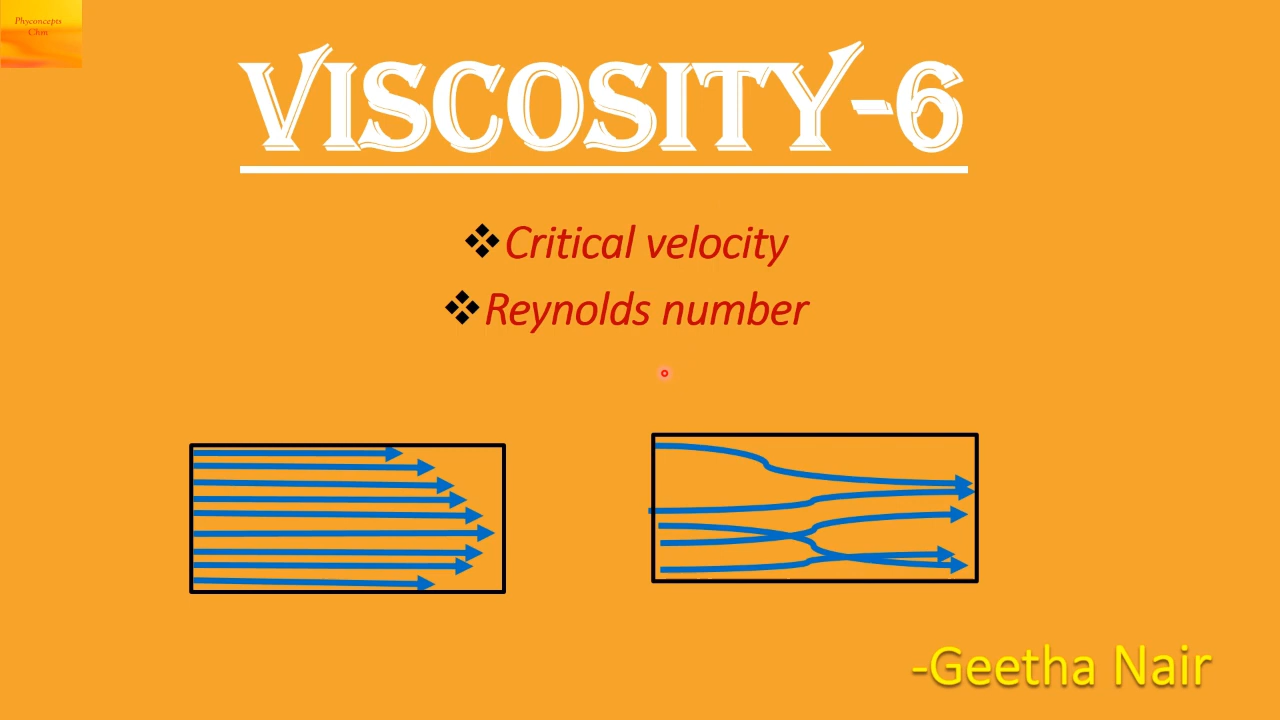 Phyconcepts
Chm
VISCOSITY-6
Critical velocity
Reynolds number
-Geetha Nair